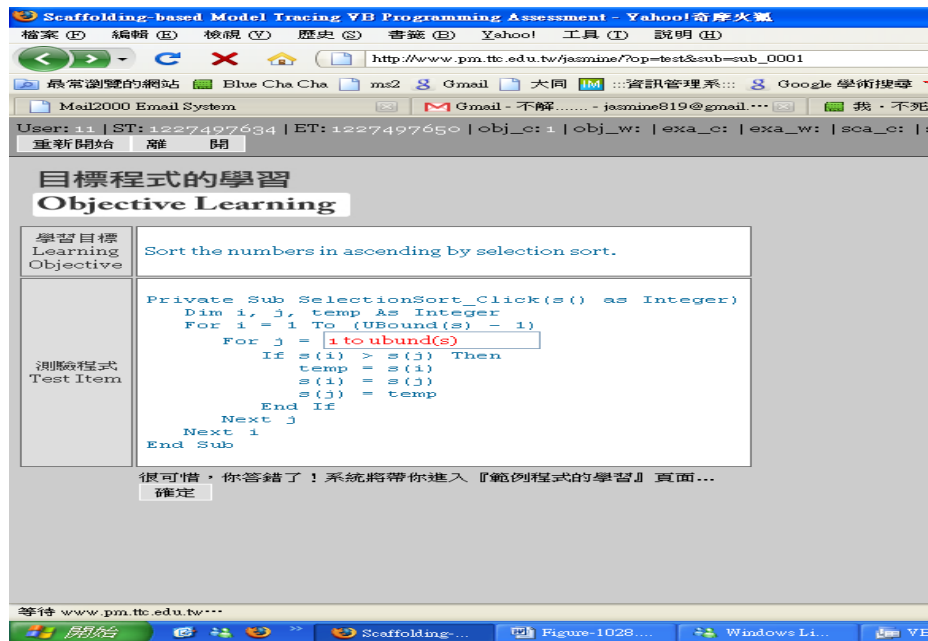 Scaffolding-based Model Tracing VB Programming Assessment - Yahoo!奇摩火狐
檔案(F) 編輯(E) 檢視(V) 歷史(S) 書籤(B) Yahoo! 工具(T) 說明(H)
http://www.pm.ttc.edu.tw/jasmine/?op=test&sub=sub_0001
最常瀏覽的網站 Blue Cha Cha ms2 Gmail 大同 IM :::資訊管理系::: Google 學術搜尋
Mail2000 Email System Gmail - 不解...... - jasmine819@gmail.... 我‧不死
User: 11 | ST: 1227497634 | ET: 1227497650 | obj_c: 1 | obj_w: | exa_c: | exa_w: | sca_c: |
重新開始 離 開
目標程式的學習
Objective Learning
學習目標
Learning
Objective
Sort the numbers in ascending by selection sort.
測驗程式
Test Item
Private Sub SelectionSort_Click(s() as Integer)
Dim i, j, temp As Integer
For i = 1 To (UBound(s) - 1)
For j = 1 to ubund(s)
If s(i) > s(j) Then
temp = s(i)
s(i) = s(j)
s(j) = temp
End If
Next j
Next i
End Sub
很可惜，你答錯了！系統將帶你進入『範例程式的學習』頁面...
確定
等待 www.pm.ttc.edu.tw...
開始 Scaffolding-... Figure-1028.... Windows Li... VB